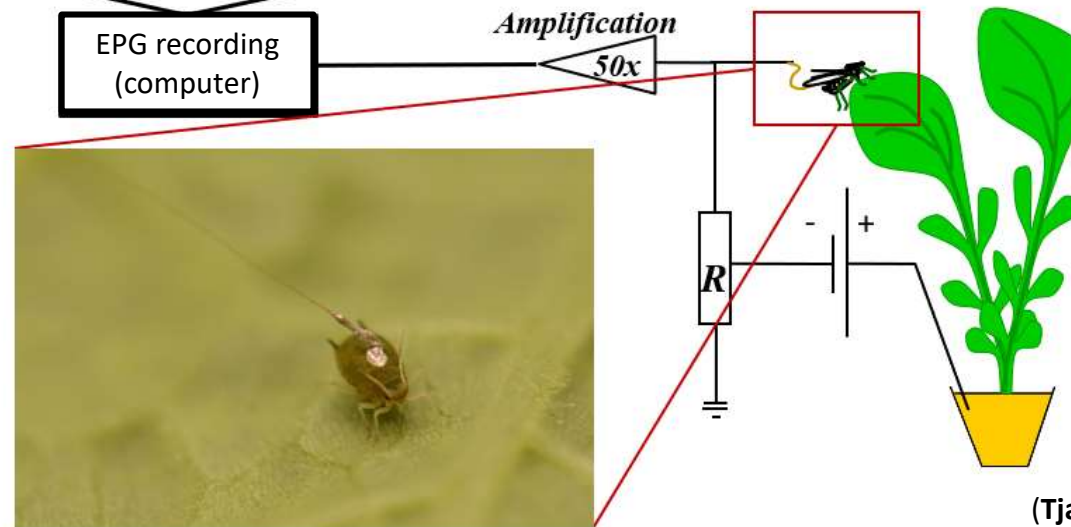 Amplification
EPG recording
(computer)
50x
- +
R
(Tja